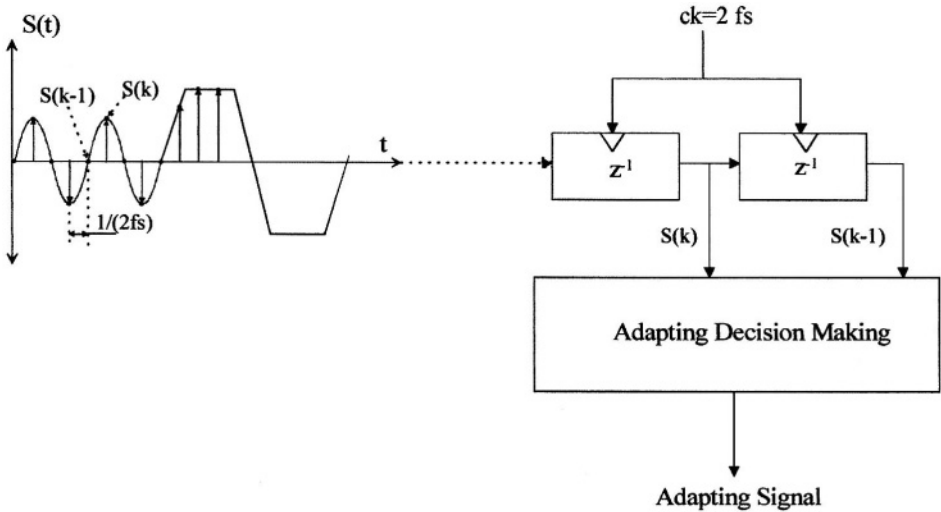 S(t)
ck=2 fs
S(k-1)
S(k)
t
z⁻¹
z⁻¹
1/(2fs)
S(k)
S(k-1)
Adapting Decision Making
Adapting Signal